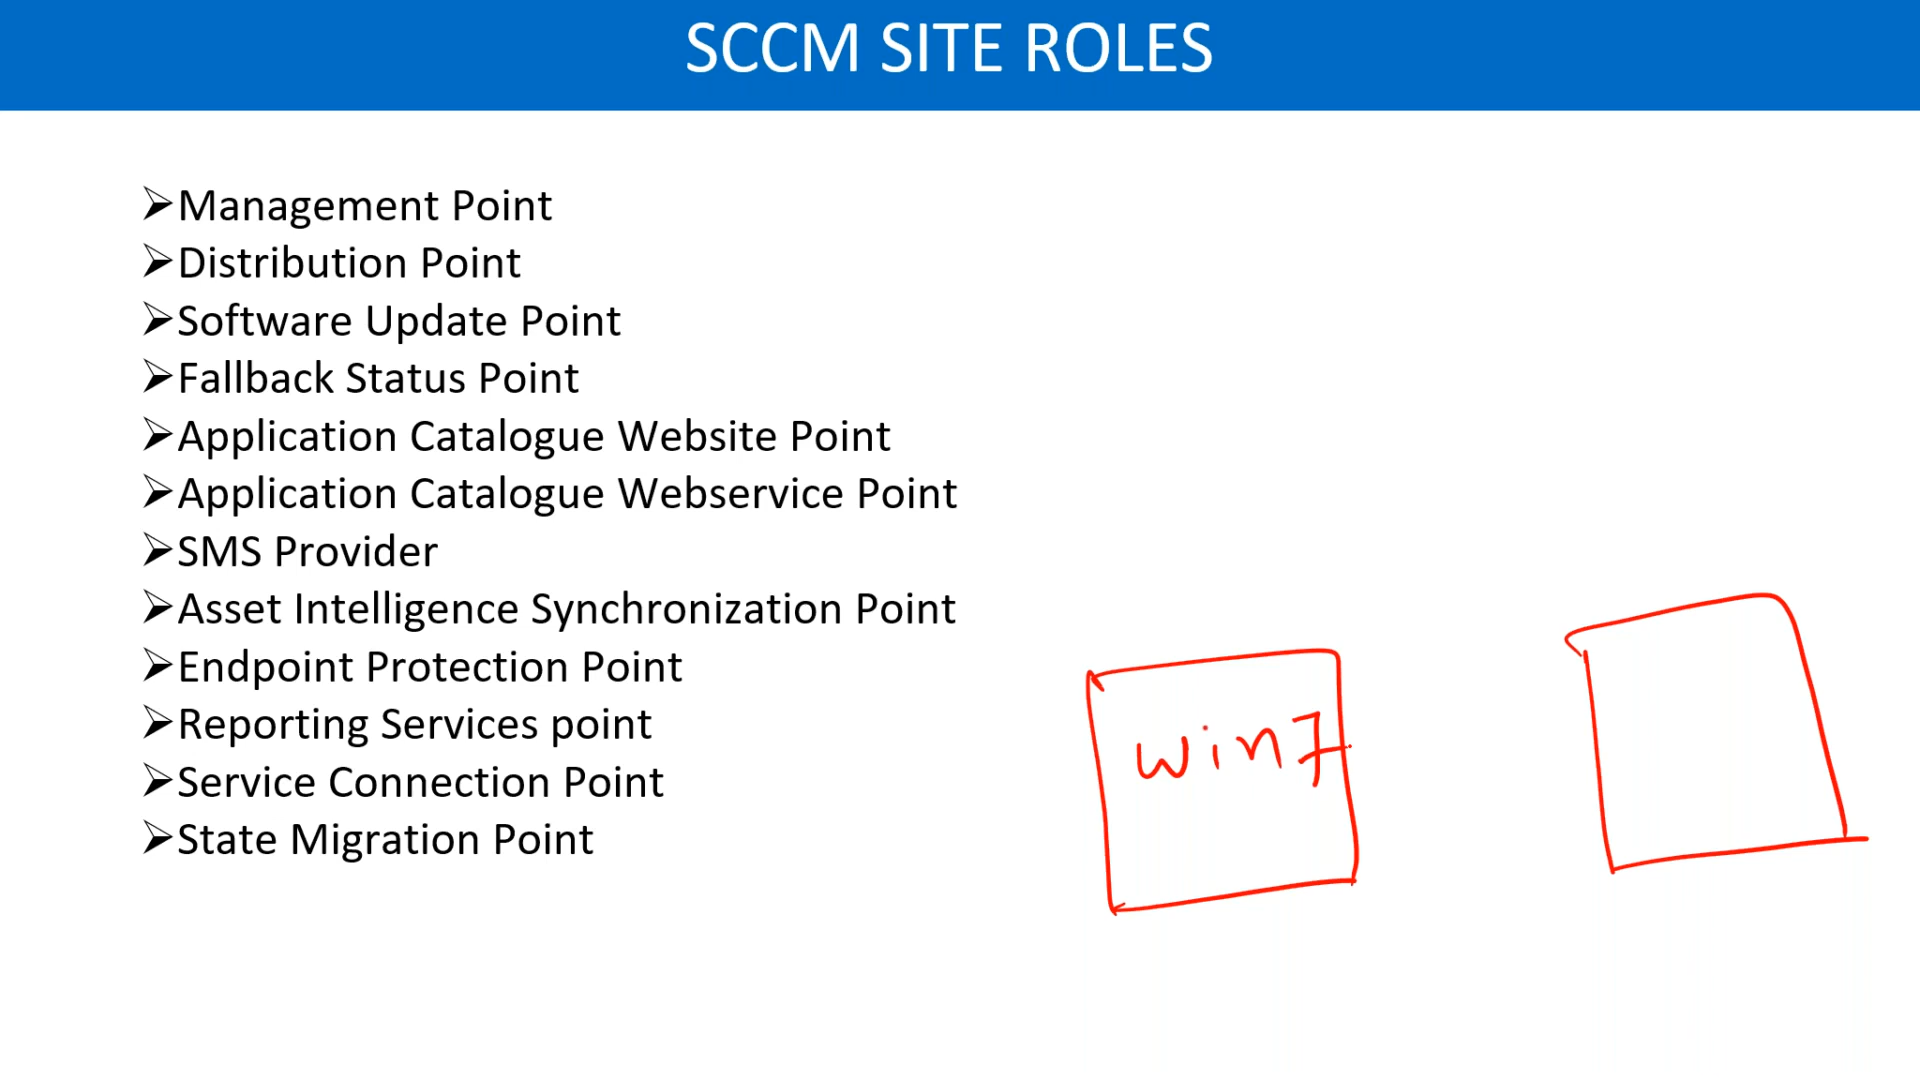 SCCM SITE ROLES
➢Management Point
➢Distribution Point
➢Software Update Point
➢Fallback Status Point
➢Application Catalogue Website Point
➢Application Catalogue Webservice Point
➢SMS Provider
➢Asset Intelligence Synchronization Point
➢Endpoint Protection Point
➢Reporting Services point
➢Service Connection Point
➢State Migration Point
win7